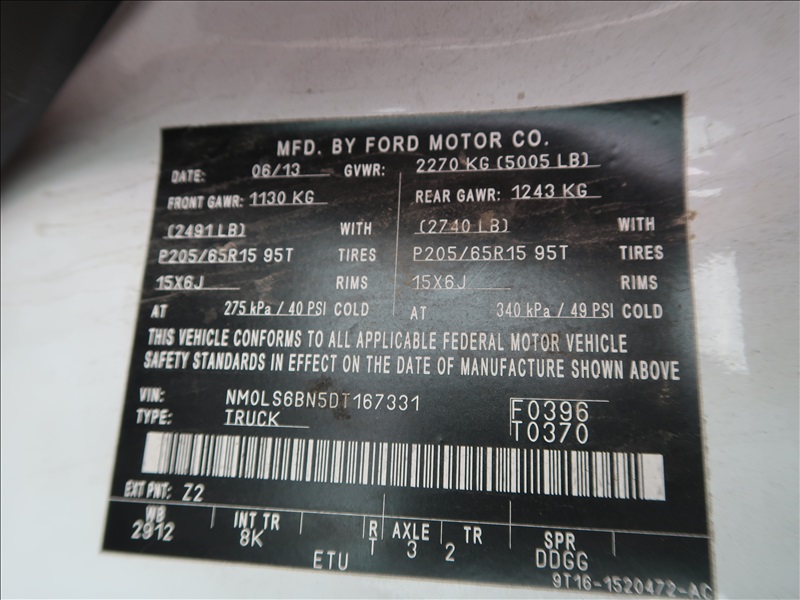 MFD. BY FORD MOTOR CO.
DATE: 06/13 GVWR: 2270 KG (5005 LB)
FRONT GAWR: 1130 KG REAR GAWR: 1243 KG
(2491 LB) WITH (2740 LB) WITH
P205/65R15 95T TIRES P205/65R15 95T TIRES
15X6J RIMS 15X6J RIMS
AT 275 kPa / 40 PSI COLD AT 340 kPa / 49 PSI COLD
THIS VEHICLE CONFORMS TO ALL APPLICABLE FEDERAL MOTOR VEHICLE
SAFETY STANDARDS IN EFFECT ON THE DATE OF MANUFACTURE SHOWN ABOVE
VIN: NM0LS6BN5DT167331 F0396
TYPE: TRUCK T0370
EXT PNT: Z2
WB INT TR R AXLE TR SPR
2912 8K T 3 2 DDGG
ETU
9T16-1520472-AC